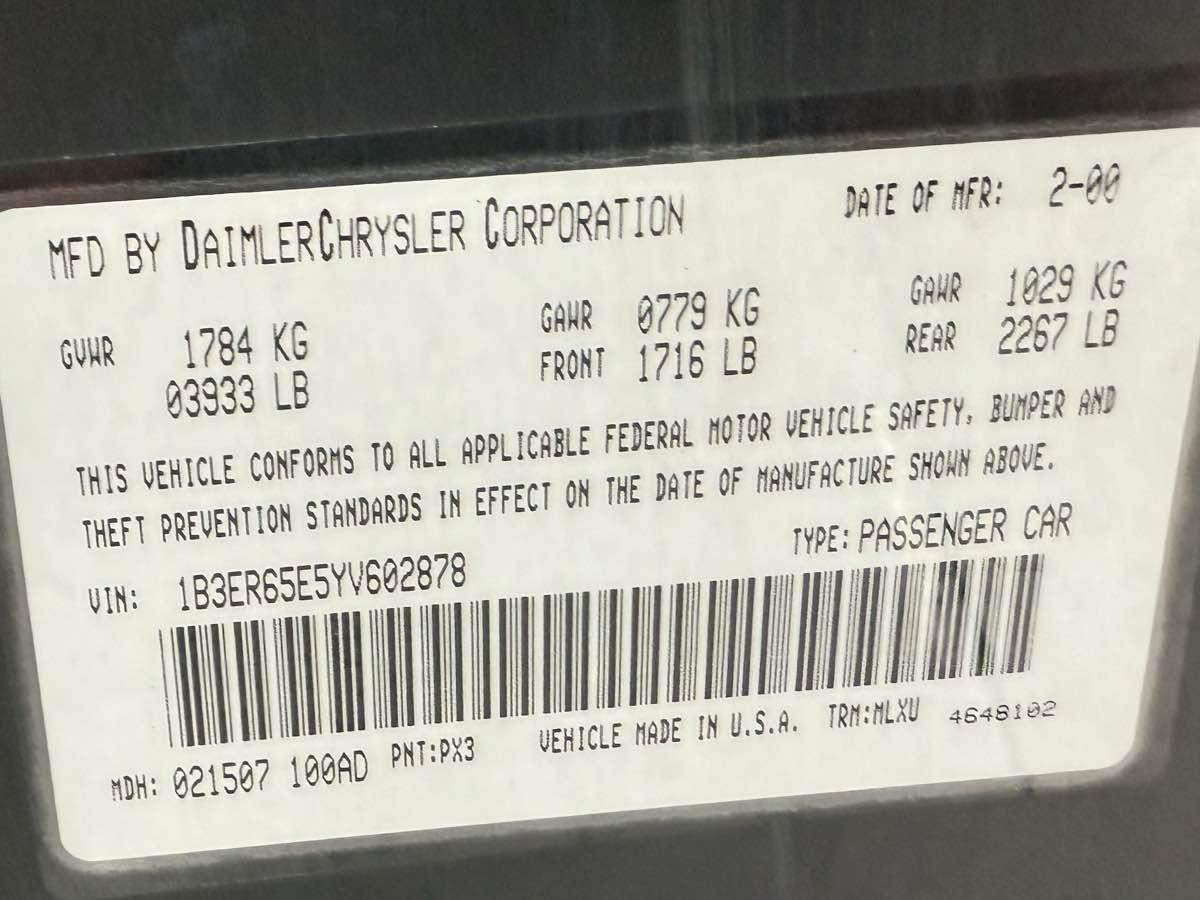 MFD BY DAIMLERCHRYSLER CORPORATION DATE OF MFR: 2-00
GVWR 1784 KG GAWR 0779 KG GAWR 1029 KG
03933 LB FRONT 1716 LB REAR 2267 LB
THIS VEHICLE CONFORMS TO ALL APPLICABLE FEDERAL MOTOR VEHICLE SAFETY, BUMPER AND
THEFT PREVENTION STANDARDS IN EFFECT ON THE DATE OF MANUFACTURE SHOWN ABOVE.
VIN: 1B3ER65E5YV602878 TYPE: PASSENGER CAR
MDH: 021507 100AD PNT:PX3 VEHICLE MADE IN U.S.A. TRM:MLXU 4648102